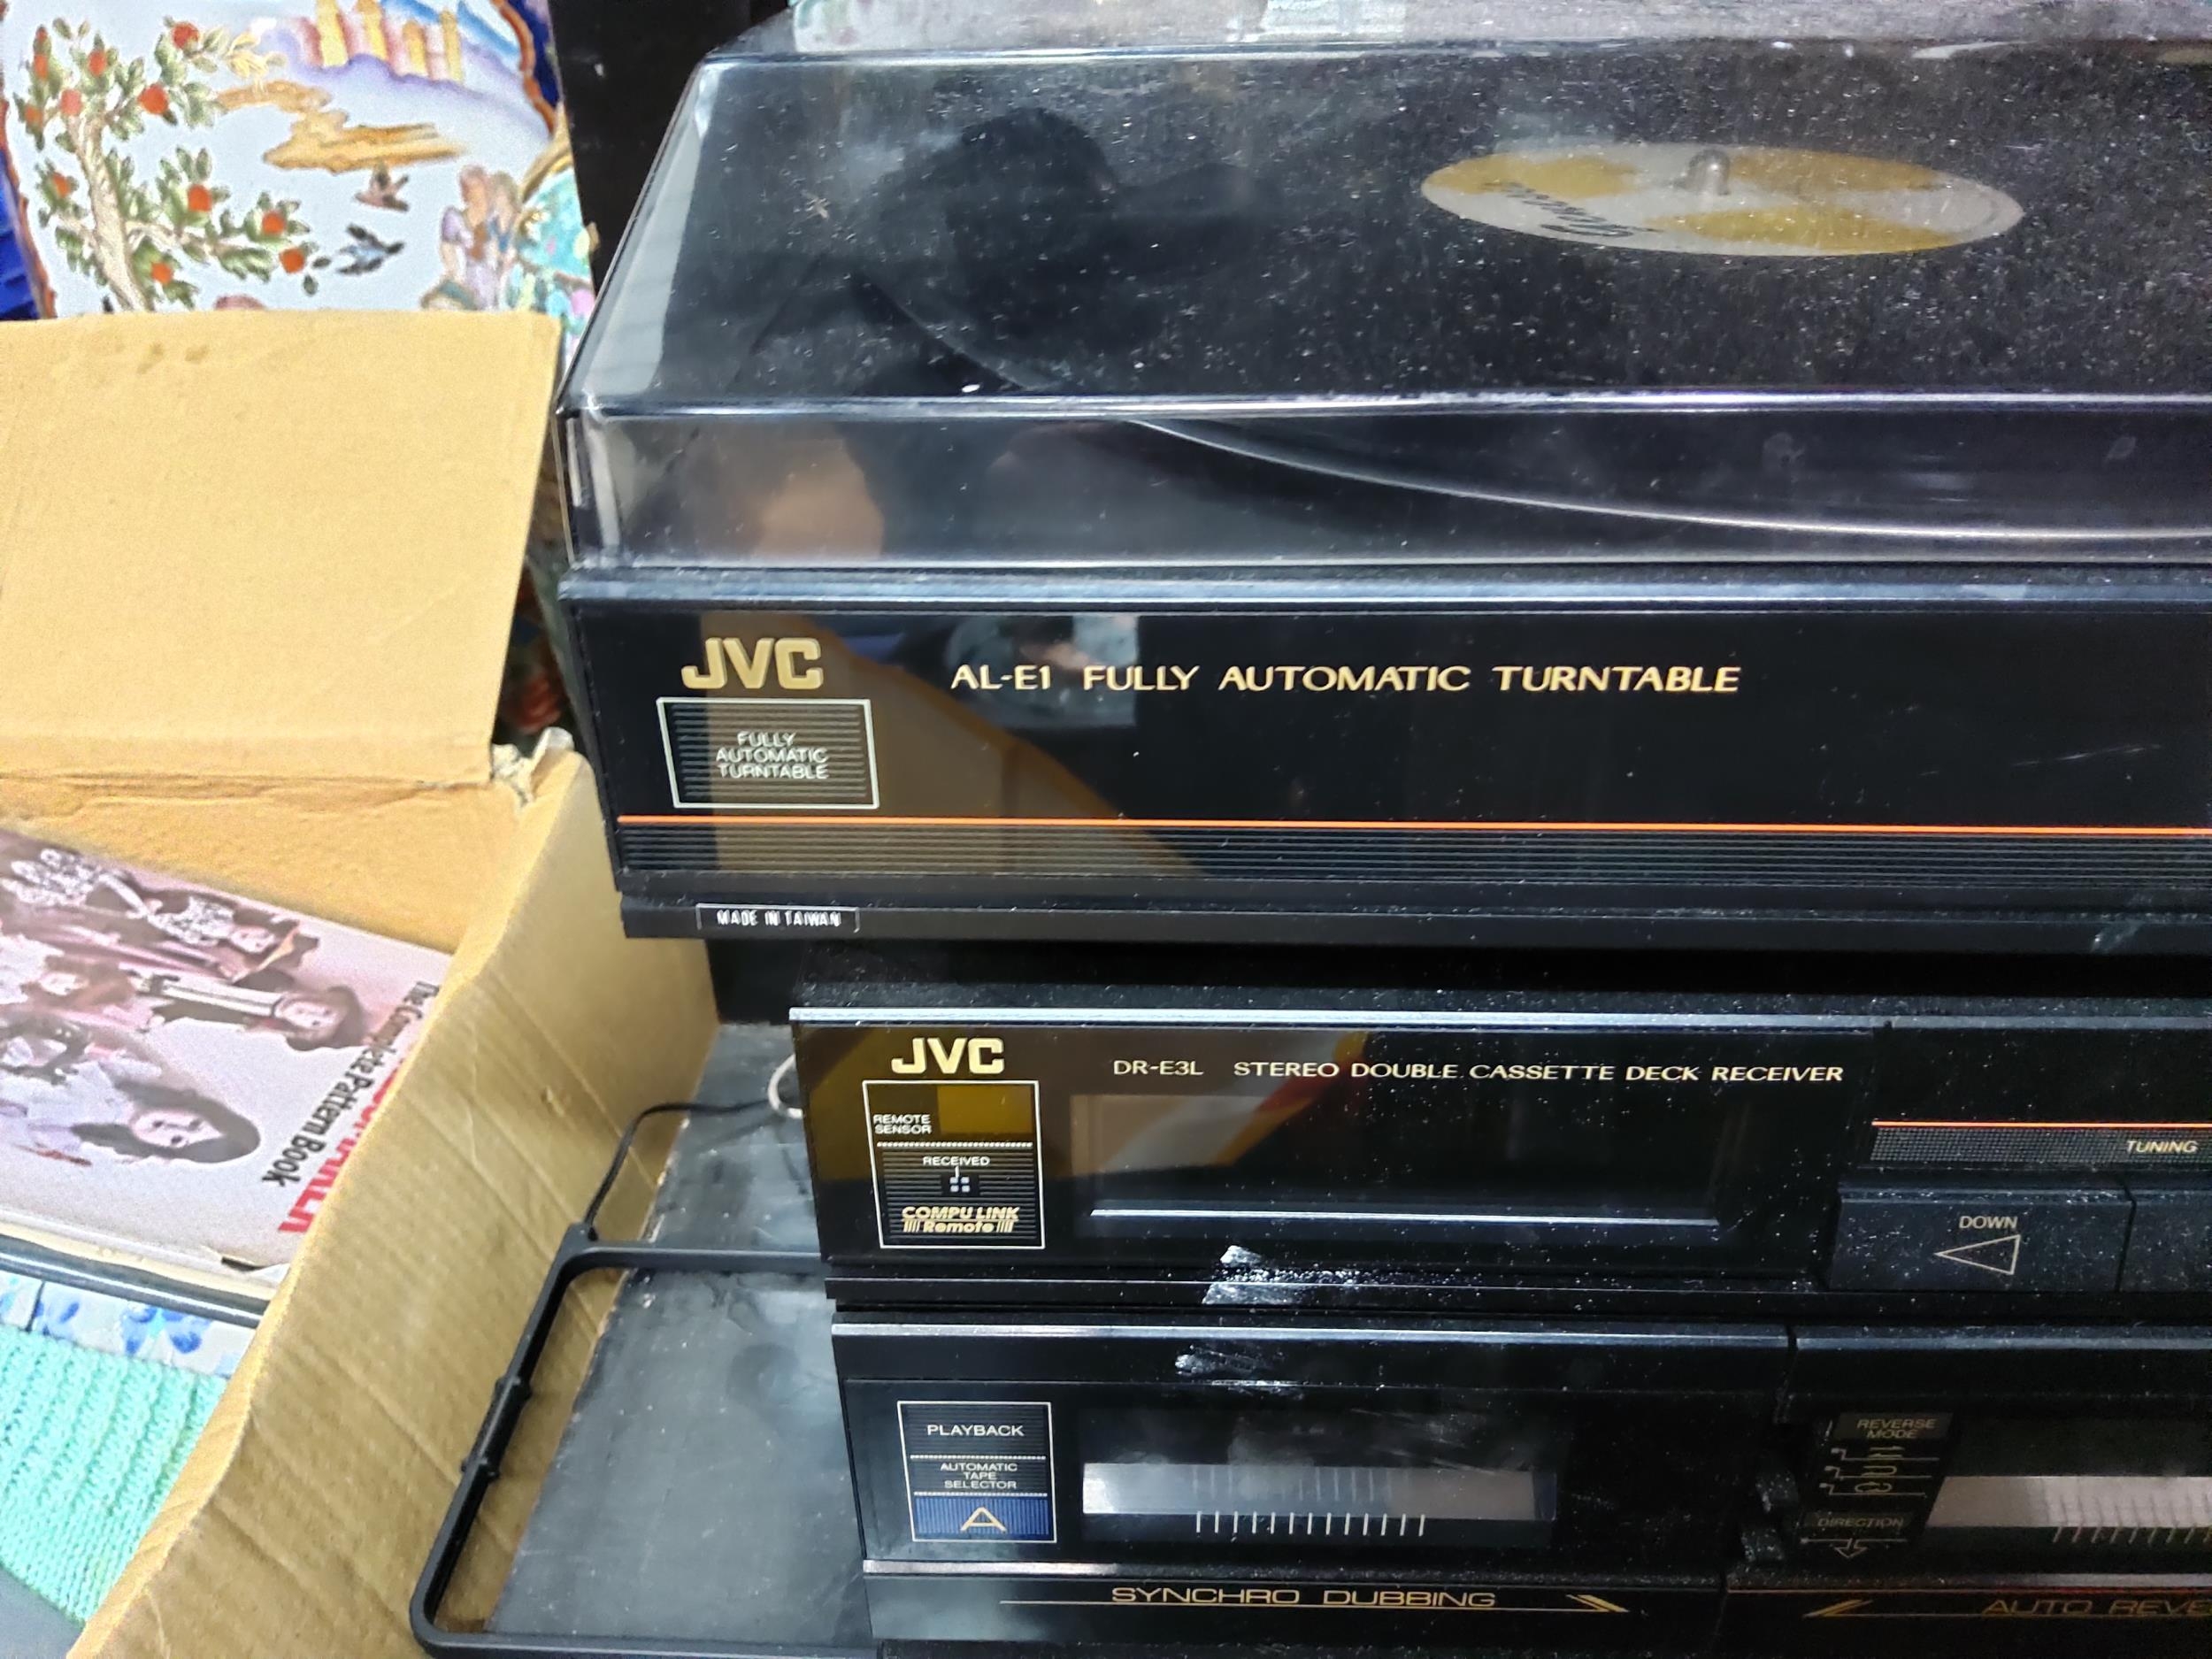 JVC
AL-E1 FULLY AUTOMATIC TURNTABLE
FULLY
AUTOMATIC
TURNTABLE
MADE IN TAIWAN
The Complete Pattern Book
JVC
DR-E3L STEREO DOUBLE CASSETTE DECK RECEIVER
REMOTE
SENSOR
RECEIVED
COMPU LINK
Remote
TUNING
DOWN
PLAYBACK
AUTOMATIC
TAPE
SELECTOR
A
REVERSE
MODE
DIRECTION
SYNCHRO DUBBING
AUTO REVE